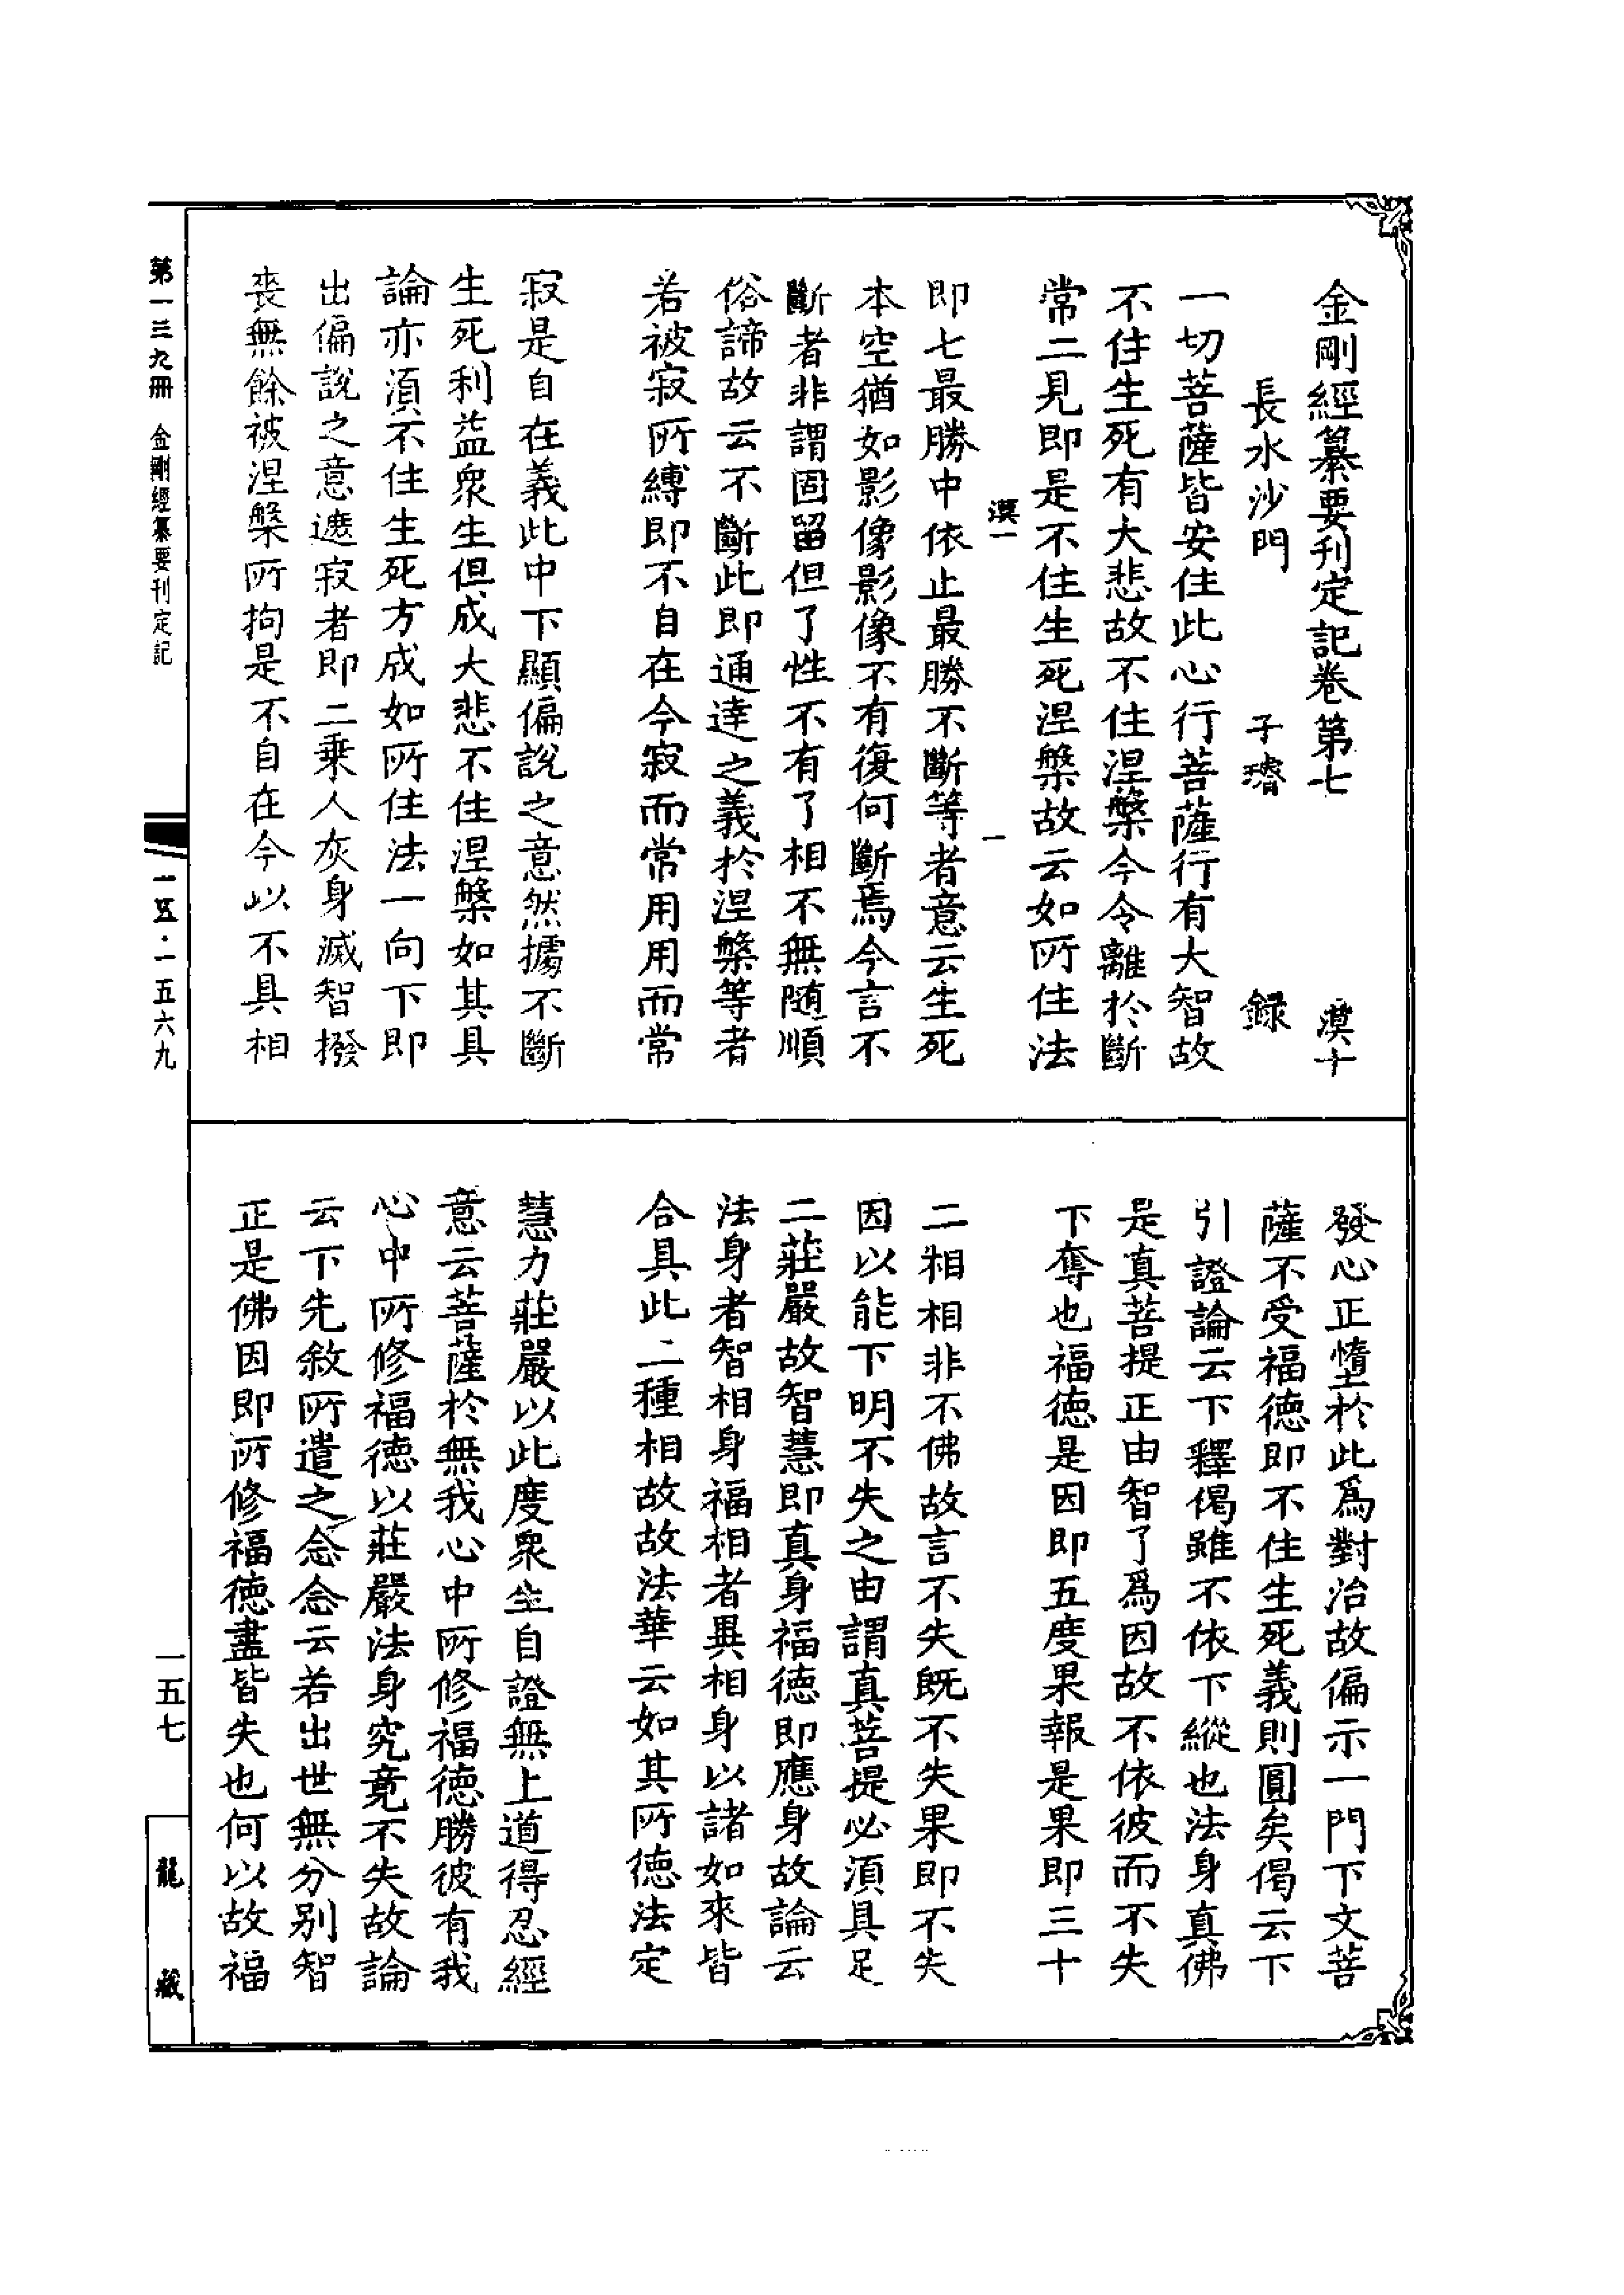 金剛經纂要刊定記卷第七 漠十
長水沙門 子璿 録
一切菩薩皆安住此心行菩薩行有大智故
不住生死有大悲故不住涅槃今令離於斷
常二見即是不住生死涅槃故云如所住法
漠一 一
即七最勝中依止最勝不斷等者意云生死
本空猶如影像影像不有復何斷焉今言不
斷者非謂固留但了性不有了相不無随順
俗諦故云不斷此即通達之義於涅槃等者
若被寂所縛即不自在今寂而常用用而常
寂是自在義此中下顯偏說之意然據不斷
生死利益衆生但成大悲不住涅槃如其具
論亦湏不住生死方成如所住法一向下即
出偏說之意遮寂者即二乗人灰身滅智撥
喪無餘被涅槃所拘是不自在今以不具相
發心正墮於此爲對治故偏示一門下文菩
薩不受福德即不住生死義則圓矣偈云下
引證論云下釋偈雖不依下縱也法身真佛
是真菩提正由智了爲因故不依彼而不失
下奪也福德是因即五度果報是果即三十
二相相非不佛故言不失既不失果即不失
因以能下明不失之由謂真菩提必湏具足
二莊嚴故智慧即真身福德即應身故論云
法身者智相身福相者異相身以諸如來皆
合具此二種相故故法華云如其所德法定
慧力莊嚴以此度衆生自證無上道得忍經
意云菩薩於無我心中所修福德勝彼有我
心中所修福德以莊嚴法身究竟不失故論
云下先敘所遣之念念云若出世無分别智
正是佛因即所修福德盡皆失也何以故福
第一三九冊 金剛經纂要刊定記
一五五·一五六九
一五七
龍藏